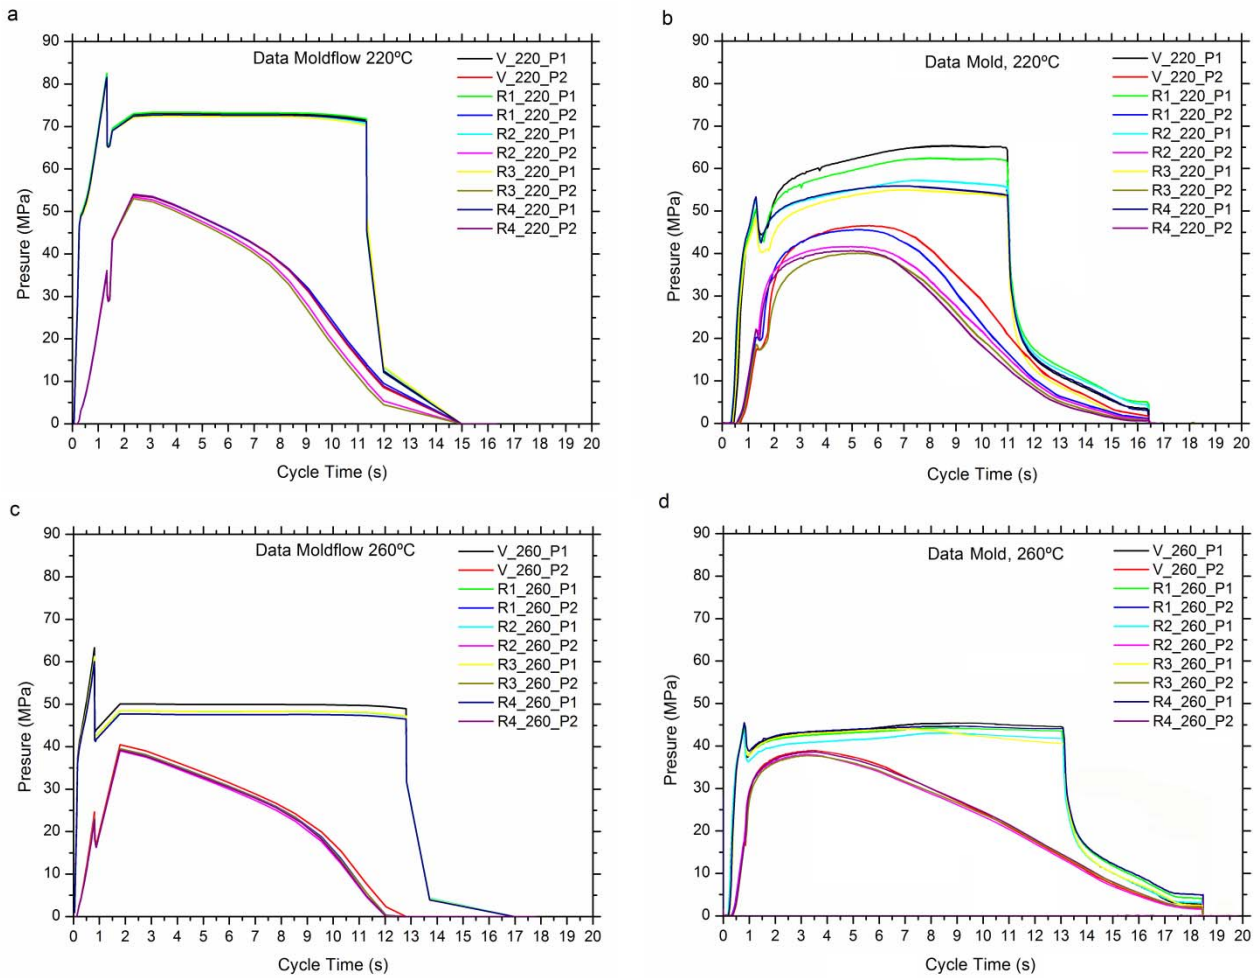 a
Data Moldflow 220ºC
V_220_P1
V_220_P2
R1_220_P1
R1_220_P2
R2_220_P1
R2_220_P2
R3_220_P1
R3_220_P2
R4_220_P1
R4_220_P2
Presure (MPa)
90
80
70
60
50
40
30
20
10
0
0 1 2 3 4 5 6 7 8 9 10 11 12 13 14 15 16 17 18 19 20
Cycle Time (s)
b
Data Mold, 220ºC
V_220_P1
V_220_P2
R1_220_P1
R1_220_P2
R2_220_P1
R2_220_P2
R3_220_P1
R3_220_P2
R4_220_P1
R4_220_P2
Presure (MPa)
90
80
70
60
50
40
30
20
10
0
0 1 2 3 4 5 6 7 8 9 10 11 12 13 14 15 16 17 18 19 20
Cycle Time (s)
c
Data Moldflow 260ºC
V_260_P1
V_260_P2
R1_260_P1
R1_260_P2
R2_260_P1
R2_260_P2
R3_260_P1
R3_260_P2
R4_260_P1
R4_260_P2
Presure (MPa)
90
80
70
60
50
40
30
20
10
0
0 1 2 3 4 5 6 7 8 9 10 11 12 13 14 15 16 17 18 19 20
Cycle Time (s)
d
Data Mold, 260ºC
V_260_P1
V_260_P2
R1_260_P1
R1_260_P2
R2_260_P1
R2_260_P2
R3_260_P1
R3_260_P2
R4_260_P1
R4_260_P2
Presure (MPa)
90
80
70
60
50
40
30
20
10
0
0 1 2 3 4 5 6 7 8 9 10 11 12 13 14 15 16 17 18 19 20
Cycle Time (s)